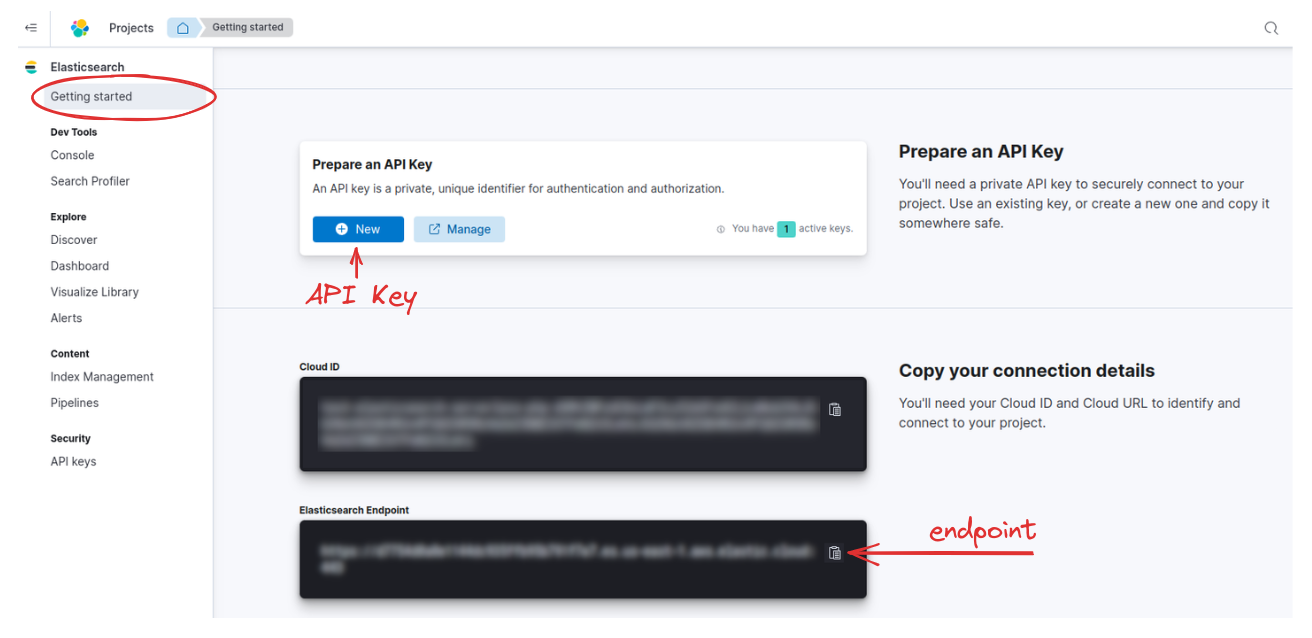 Projects
Getting started
Elasticsearch
Getting started
Dev Tools
Console
Search Profiler
Explore
Discover
Dashboard
Visualize Library
Alerts
Content
Index Management
Pipelines
Security
API keys
Prepare an API Key
An API key is a private, unique identifier for authentication and authorization.
New
Manage
You have 1 active keys.
API Key
Prepare an API Key
You'll need a private API key to securely connect to your
project. Use an existing key, or create a new one and copy it
somewhere safe.
Cloud ID
Copy your connection details
You'll need your Cloud ID and Cloud URL to identify and
connect to your project.
Elasticsearch Endpoint
endpoint